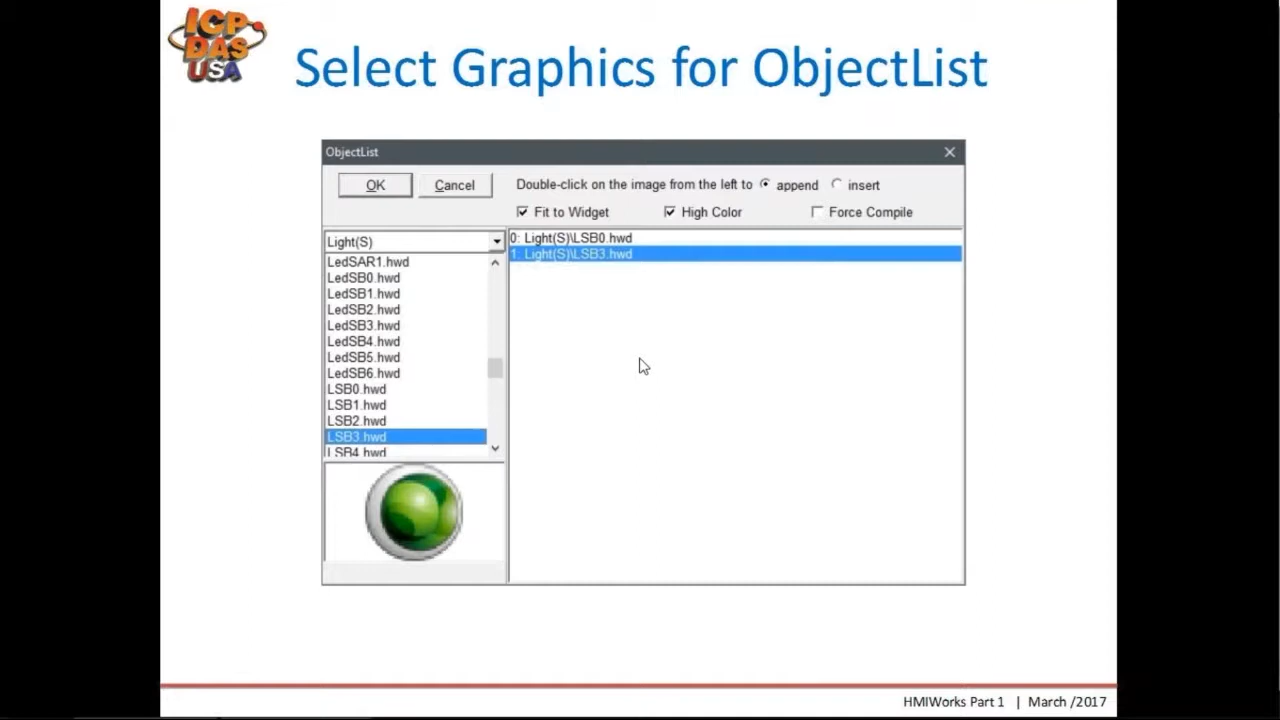 ICP
DAS
USA
Select Graphics for ObjectList
ObjectList
OK
Cancel
Double-click on the image from the left to append insert
Fit to Widget High Color Force Compile
Light(S)
LedSAR1.hwd
LedSB0.hwd
LedSB1.hwd
LedSB2.hwd
LedSB3.hwd
LedSB4.hwd
LedSB5.hwd
LedSB6.hwd
LSB0.hwd
LSB1.hwd
LSB2.hwd
LSB3.hwd
LSB4.hwd
0: Light(S)\LSB0.hwd
1: Light(S)\LSB3.hwd
HMIWorks Part 1 | March /2017